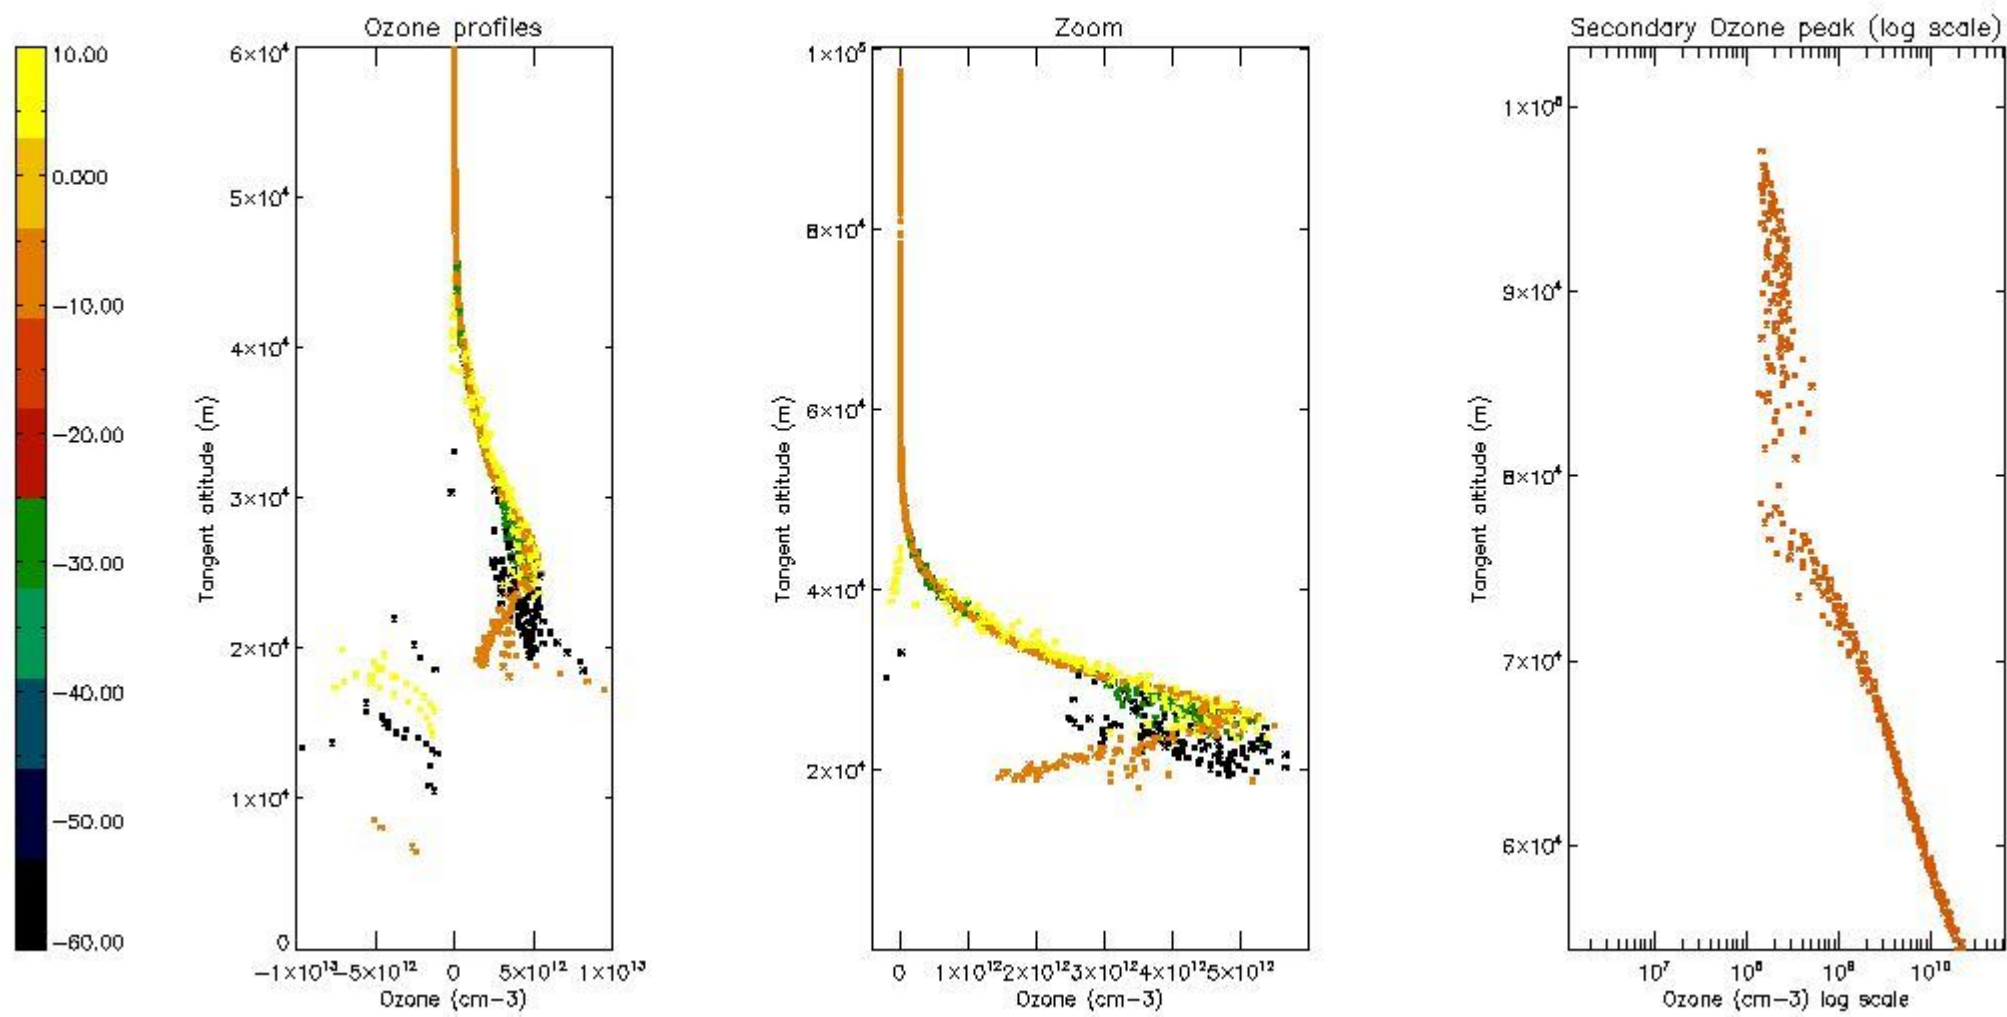 Ozone profiles
Zoom
Secondary Ozone peak (log scale)
10.00
0.000
−10.00
−20.00
−30.00
−40.00
−50.00
−60.00
Tangent altitude (m)
6×10⁴
5×10⁴
4×10⁴
3×10⁴
2×10⁴
1×10⁴
0
−1×10¹³ −5×10¹² 0 5×10¹² 1×10¹³
Ozone (cm−3)
Tangent altitude (m)
1×10⁵
8×10⁴
6×10⁴
4×10⁴
2×10⁴
0 1×10¹² 2×10¹² 3×10¹² 4×10¹² 5×10¹²
Ozone (cm−3)
Tangent altitude (m)
1×10⁵
9×10⁴
8×10⁴
7×10⁴
6×10⁴
10⁷ 10⁸ 10⁹ 10¹⁰
Ozone (cm−3) log scale